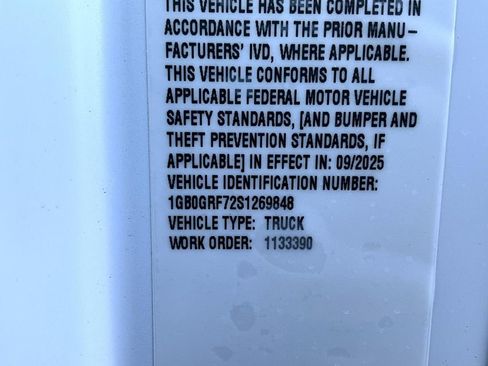 THIS VEHICLE HAS BEEN COMPLETED IN
ACCORDANCE WITH THE PRIOR MANU-
FACTURERS' IVD, WHERE APPLICABLE.
THIS VEHICLE CONFORMS TO ALL
APPLICABLE FEDERAL MOTOR VEHICLE
SAFETY STANDARDS, [AND BUMPER AND
THEFT PREVENTION STANDARDS, IF
APPLICABLE] IN EFFECT IN: 09/2025
VEHICLE IDENTIFICATION NUMBER:
1GB0GRF72S1269848
VEHICLE TYPE: TRUCK
WORK ORDER: 1133390